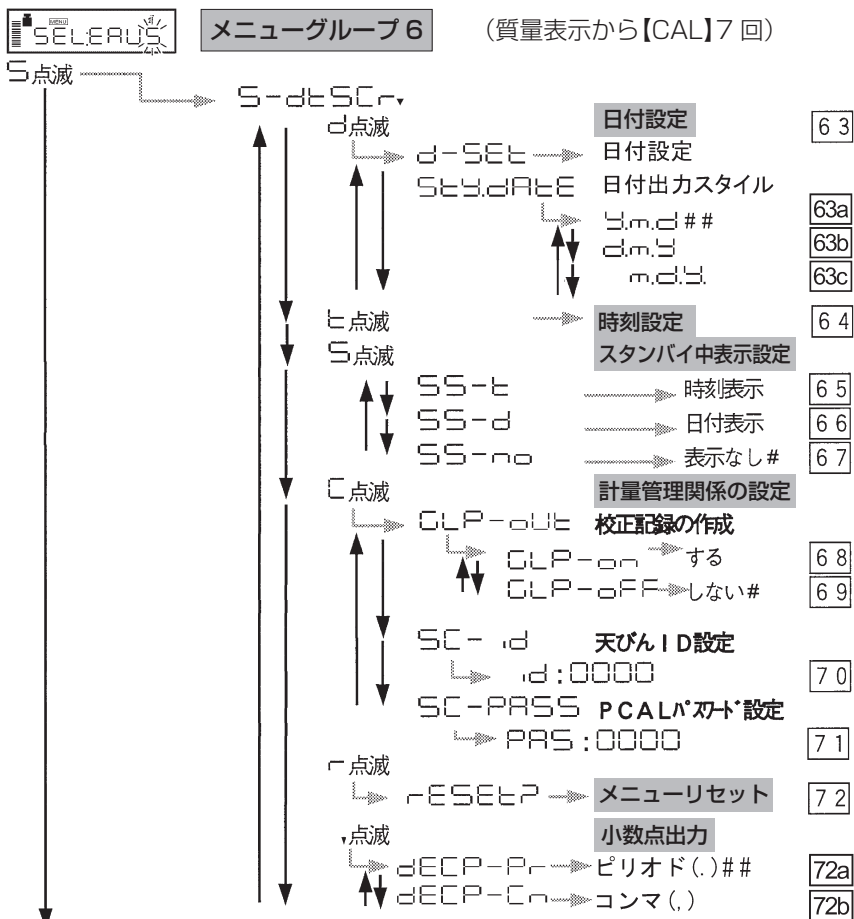 MENU
SEL:ERUS メニューグループ 6 (質量表示から【CAL】7 回)
S点滅
S-dtSCr▾
d点滅 日付設定 63
d-SEt 日付設定
StY.dAtE 日付出力スタイル
Y.m.d## 63a
d.m.Y 63b
m.d.Y. 63c
t点滅 時刻設定 64
S点滅 スタンバイ中表示設定
SS-t 時刻表示 65
SS-d 日付表示 66
SS-no 表示なし# 67
C点滅 計量管理関係の設定
GLP-oUt 校正記録の作成
GLP-on する 68
GLP-oFF しない# 69
SC-id 天びんID設定
id:0000 70
SC-PASS PCALパスワード設定
PAS:0000 71
r点滅
rESEt? メニューリセット 72
▾点滅 小数点出力
dECP-Pr ピリオド(.)## 72a
dECP-Cn コンマ(,) 72b